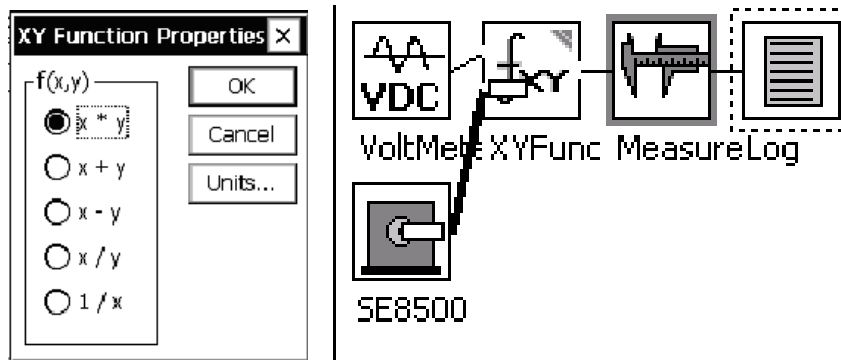 XY Function Properties
f(x,y)
x * y
x + y
x - y
x / y
1 / x
OK
Cancel
Units...
VDC
XY
VoltMete XYFunc MeasureLog
SE8500